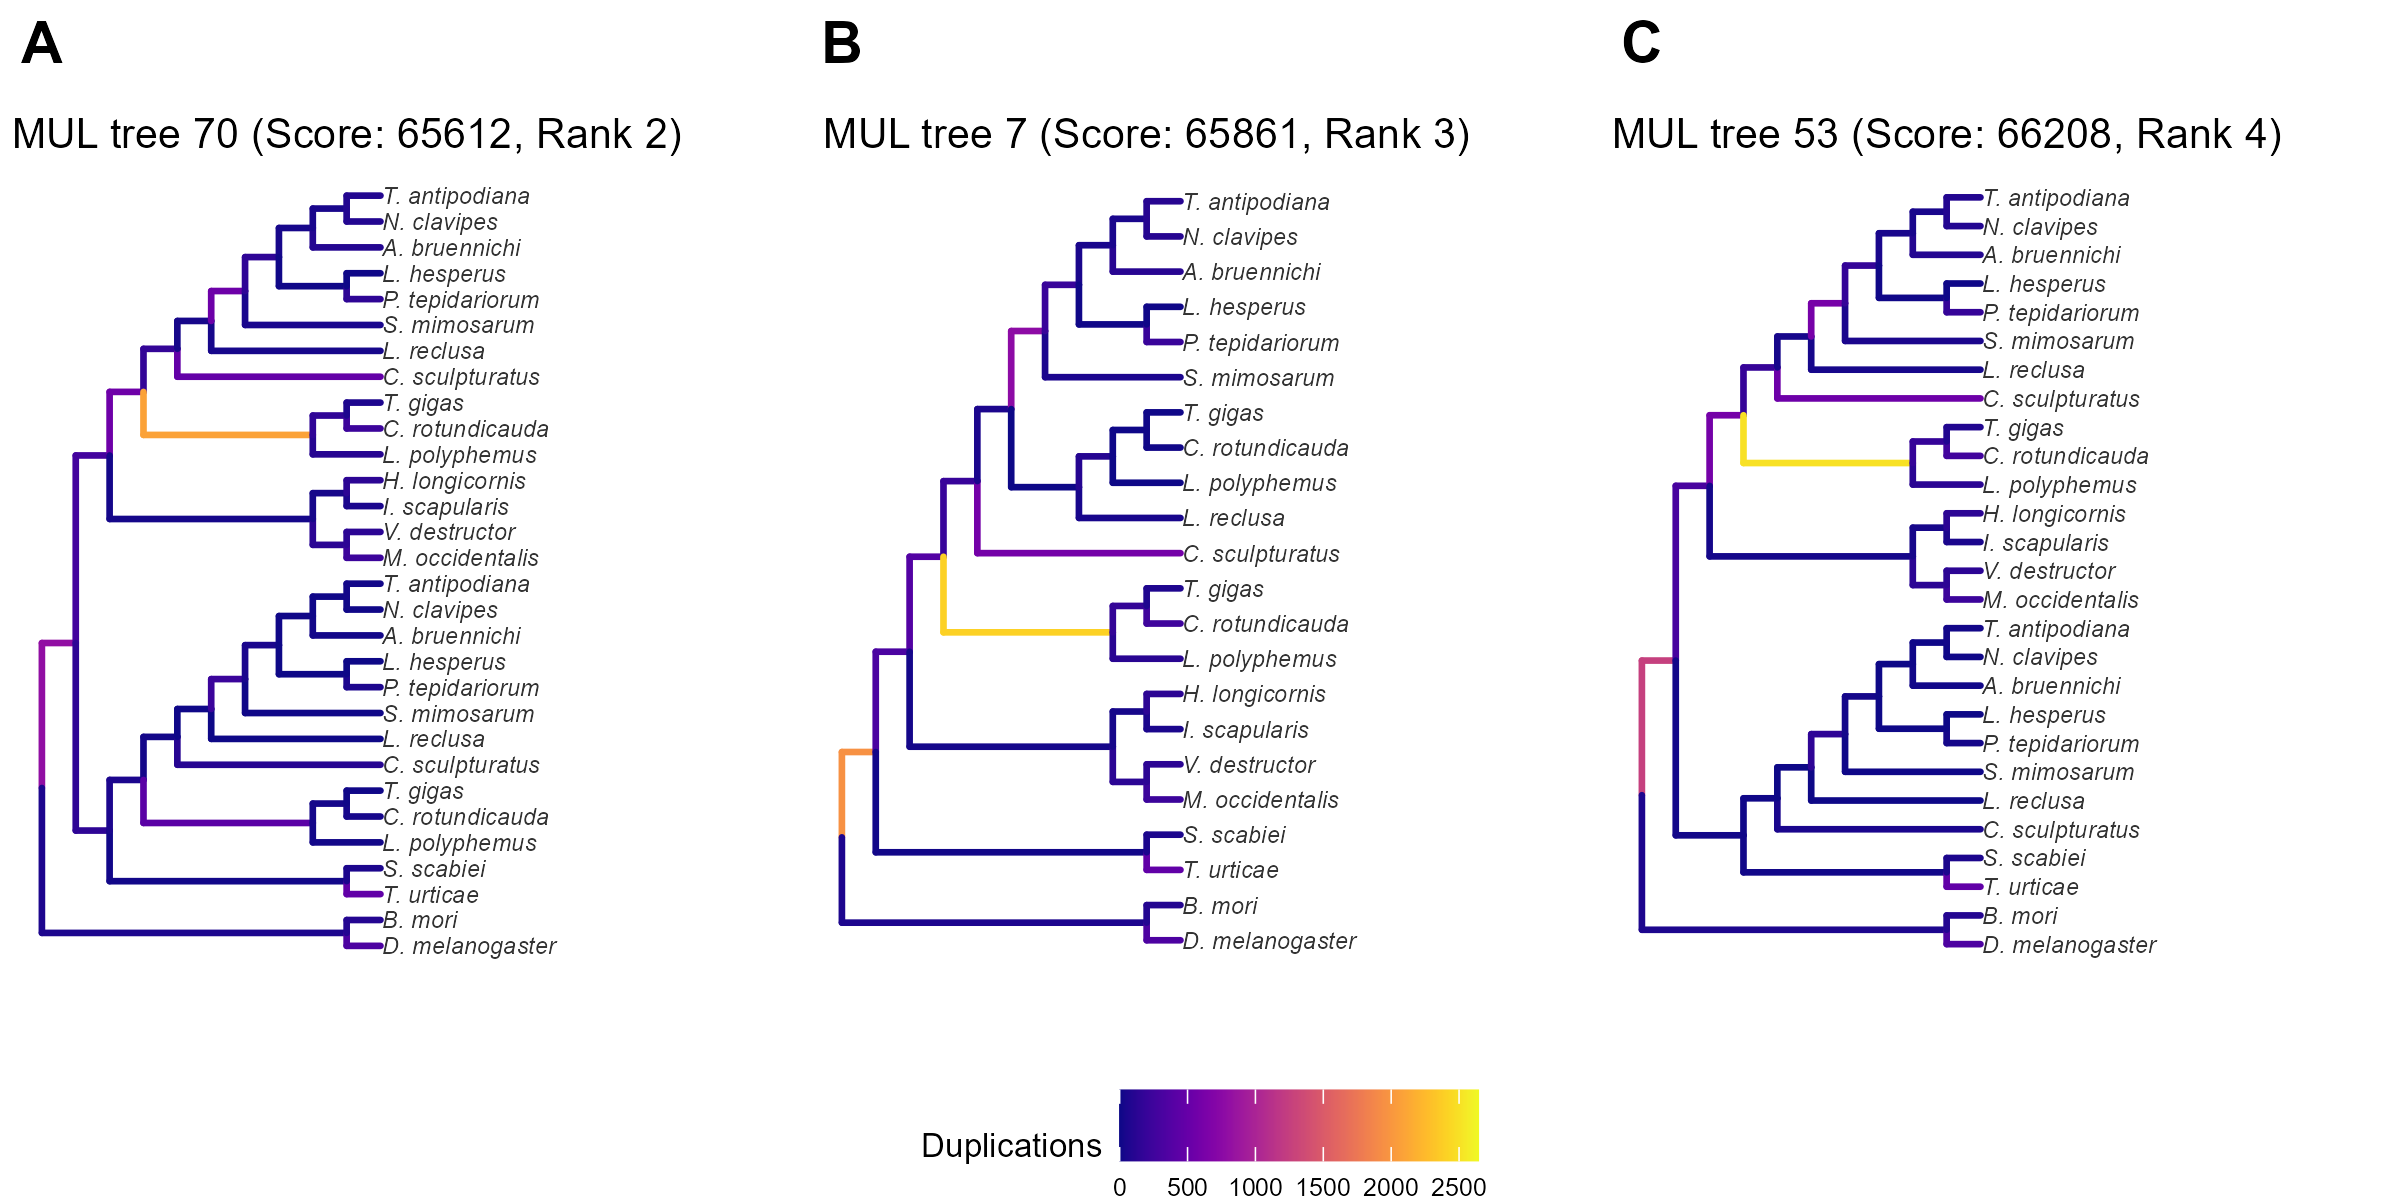 A
MUL tree 70 (Score: 65612, Rank 2)
T. antipodiana
N. clavipes
A. bruennichi
L. hesperus
P. tepidariorum
S. mimosarum
L. reclusa
C. sculpturatus
T. gigas
C. rotundicauda
L. polyphemus
H. longicornis
I. scapularis
V. destructor
M. occidentalis
T. antipodiana
N. clavipes
A. bruennichi
L. hesperus
P. tepidariorum
S. mimosarum
L. reclusa
C. sculpturatus
T. gigas
C. rotundicauda
L. polyphemus
S. scabiei
T. urticae
B. mori
D. melanogaster
B
MUL tree 7 (Score: 65861, Rank 3)
T. antipodiana
N. clavipes
A. bruennichi
L. hesperus
P. tepidariorum
S. mimosarum
T. gigas
C. rotundicauda
L. polyphemus
L. reclusa
C. sculpturatus
T. gigas
C. rotundicauda
L. polyphemus
H. longicornis
I. scapularis
V. destructor
M. occidentalis
S. scabiei
T. urticae
B. mori
D. melanogaster
C
MUL tree 53 (Score: 66208, Rank 4)
T. antipodiana
N. clavipes
A. bruennichi
L. hesperus
P. tepidariorum
S. mimosarum
L. reclusa
C. sculpturatus
T. gigas
C. rotundicauda
L. polyphemus
H. longicornis
I. scapularis
V. destructor
M. occidentalis
T. antipodiana
N. clavipes
A. bruennichi
L. hesperus
P. tepidariorum
S. mimosarum
L. reclusa
C. sculpturatus
S. scabiei
T. urticae
B. mori
D. melanogaster
Duplications
0 500 1000 1500 2000 2500